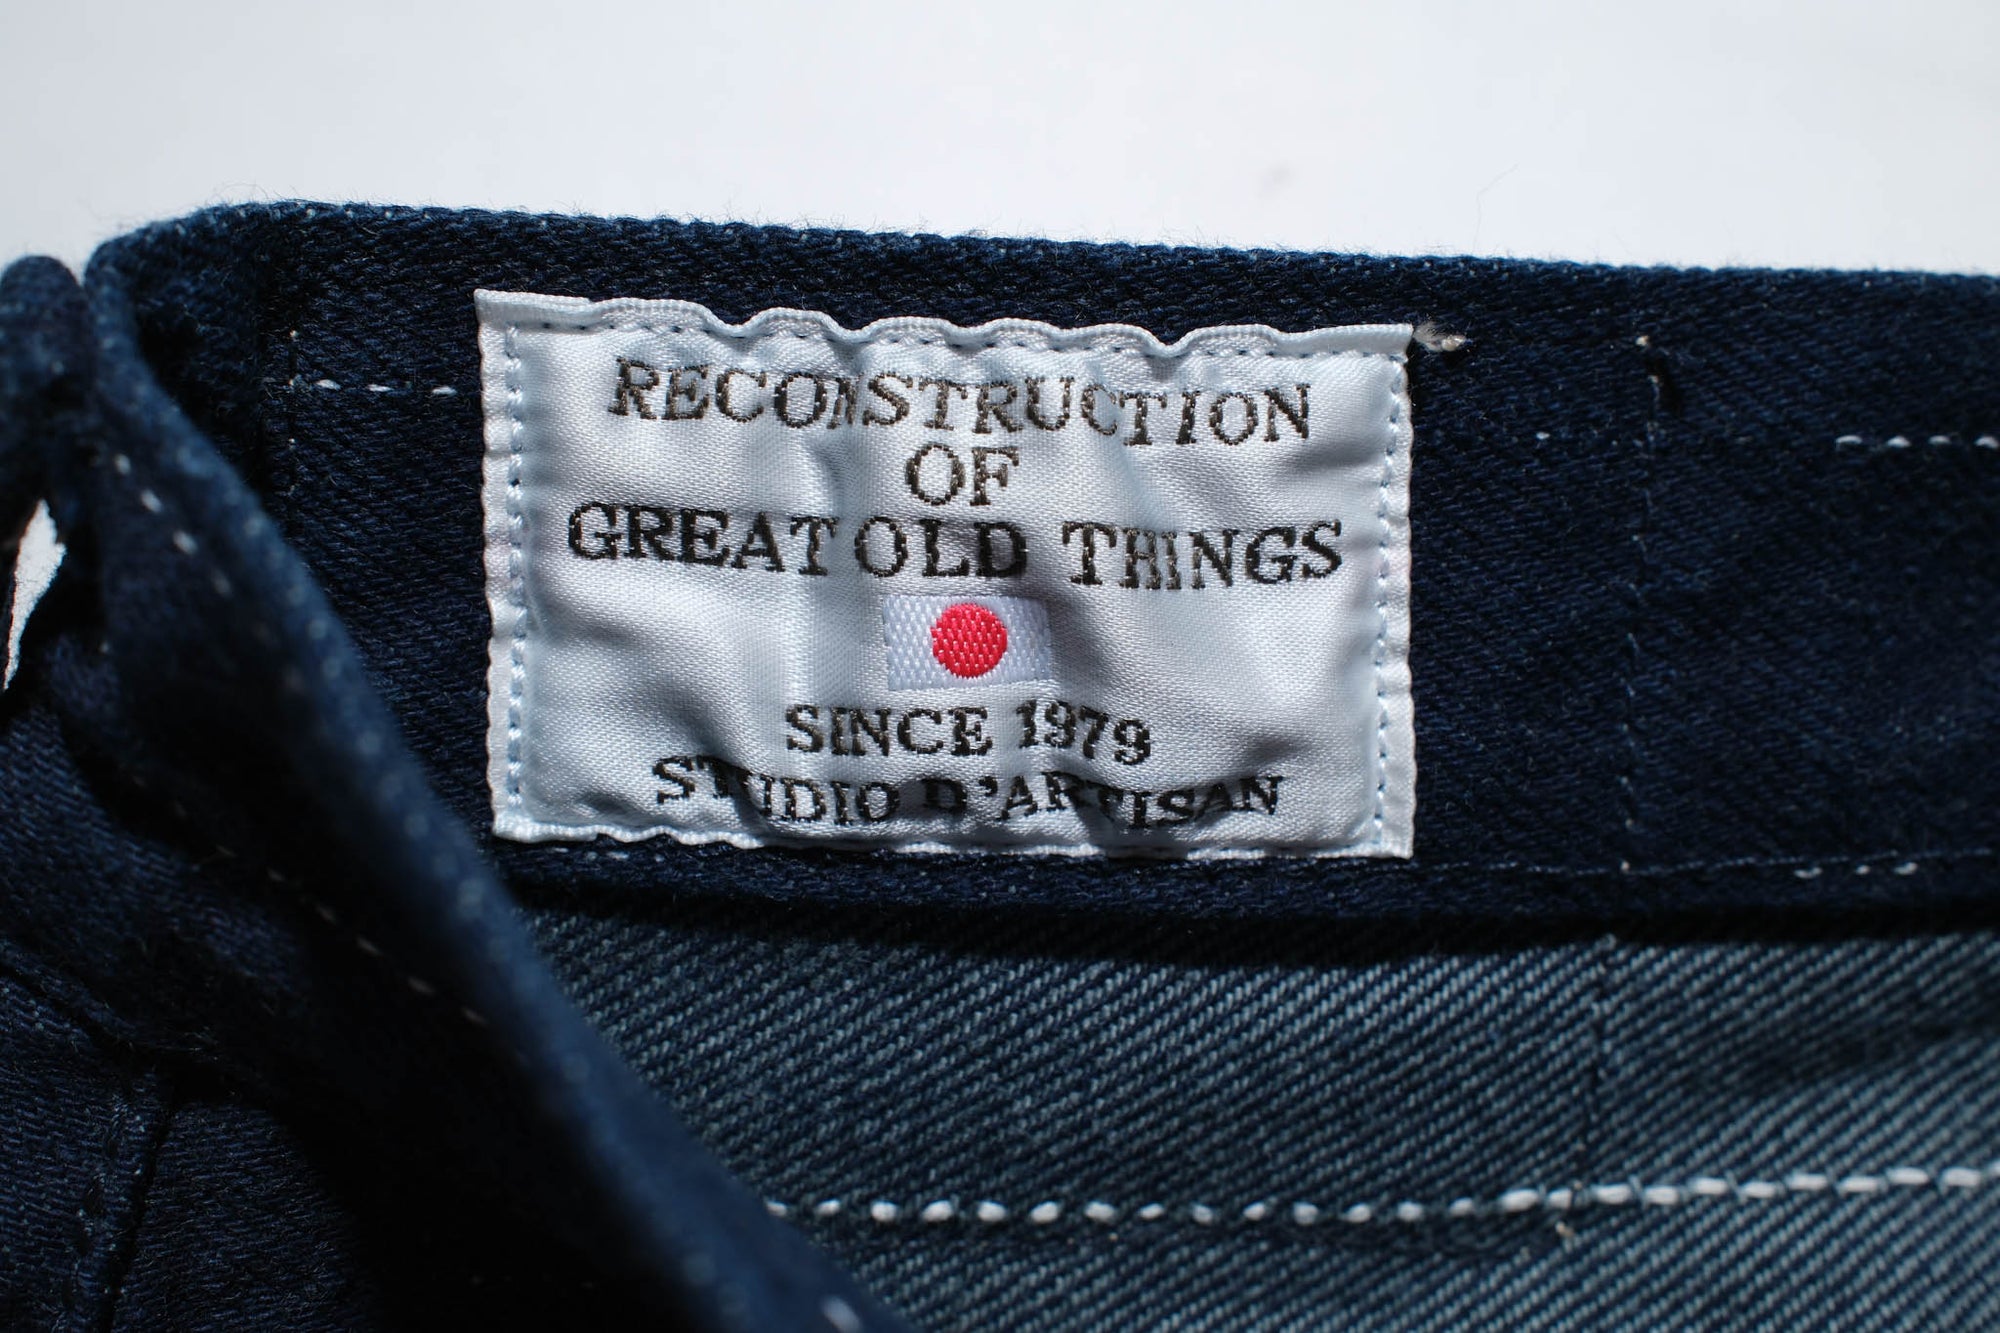 RECONSTRUCTION
OF
GREAT OLD THINGS
SINCE 1979
STUDIO D'ARTISAN